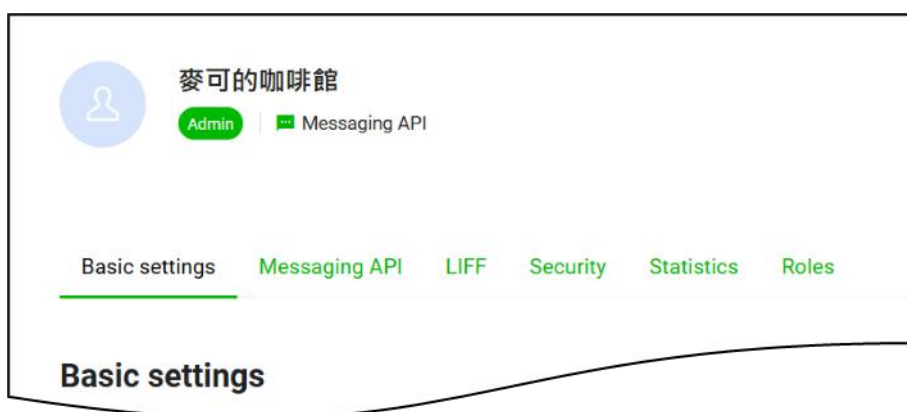 麥可的咖啡館
Admin Messaging API
Basic settings Messaging API LIFF Security Statistics Roles
Basic settings